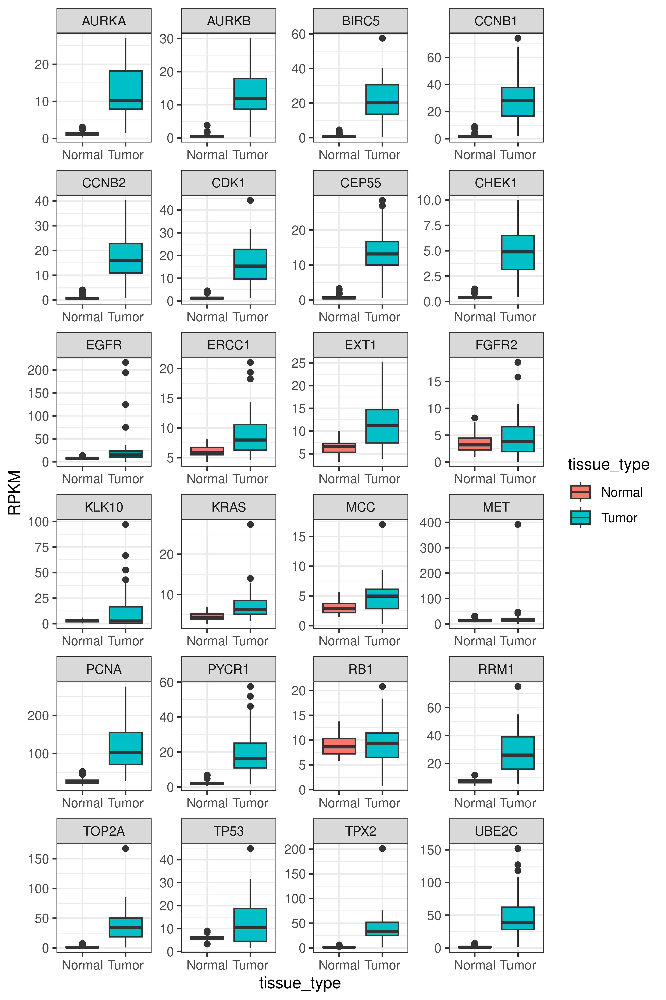 AURKA AURKB BIRC5 CCNB1
0 10 20
0 10 20 30
0 20 40 60
0 20 40 60
Normal Tumor Normal Tumor Normal Tumor Normal Tumor
CCNB2 CDK1 CEP55 CHEK1
0 10 20 30 40
0 10 20 30 40
0 10 20
0.0 2.5 5.0 7.5 10.0
Normal Tumor Normal Tumor Normal Tumor Normal Tumor
EGFR ERCC1 EXT1 FGFR2
0 50 100 150 200
5 10 15 20
5 10 15 20 25
0 5 10 15
Normal Tumor Normal Tumor Normal Tumor Normal Tumor
KLK10 KRAS MCC MET
0 25 50 75 100
10 20
0 5 10 15
0 100 200 300 400
Normal Tumor Normal Tumor Normal Tumor Normal Tumor
PCNA PYCR1 RB1 RRM1
100 200
0 20 40 60
0 5 10 15 20
20 40 60
Normal Tumor Normal Tumor Normal Tumor Normal Tumor
TOP2A TP53 TPX2 UBE2C
0 50 100 150
0 10 20 30 40
0 50 100 150 200
0 50 100 150
Normal Tumor Normal Tumor Normal Tumor Normal Tumor
tissue_type
RPKM
tissue_type
Normal
Tumor